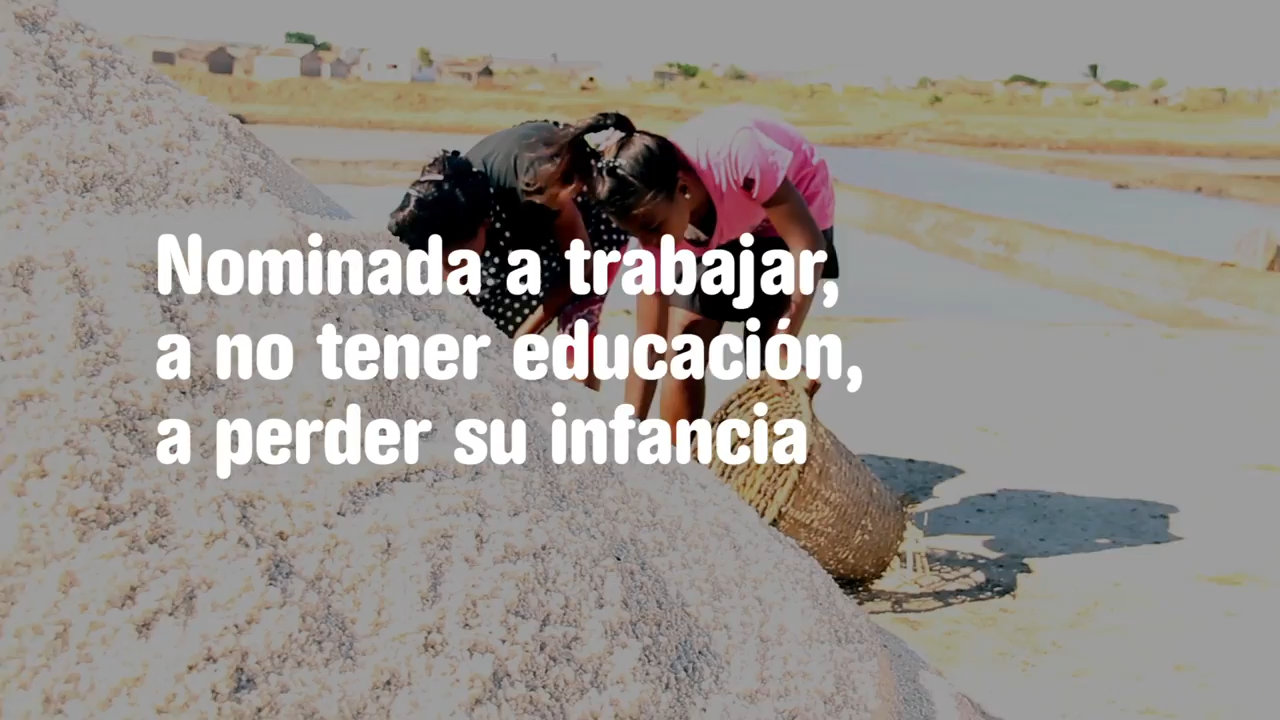 Nominada a trabajar,
a no tener educación,
a perder su infancia